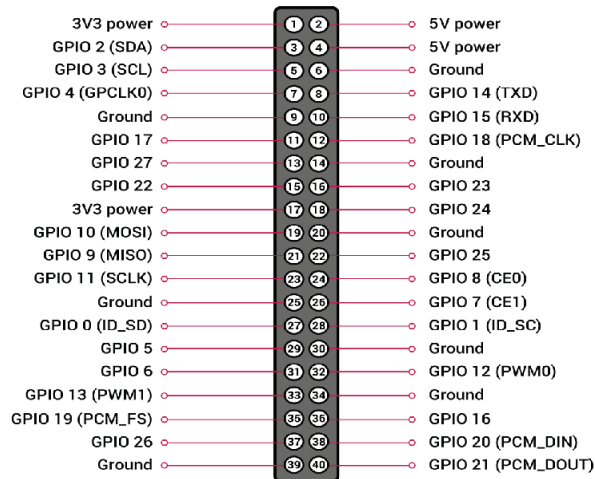 3V3 power 1 2 5V power
GPIO 2 (SDA) 3 4 5V power
GPIO 3 (SCL) 5 6 Ground
GPIO 4 (GPCLK0) 7 8 GPIO 14 (TXD)
Ground 9 10 GPIO 15 (RXD)
GPIO 17 11 12 GPIO 18 (PCM_CLK)
GPIO 27 13 14 Ground
GPIO 22 15 16 GPIO 23
3V3 power 17 18 GPIO 24
GPIO 10 (MOSI) 19 20 Ground
GPIO 9 (MISO) 21 22 GPIO 25
GPIO 11 (SCLK) 23 24 GPIO 8 (CE0)
Ground 25 26 GPIO 7 (CE1)
GPIO 0 (ID_SD) 27 28 GPIO 1 (ID_SC)
GPIO 5 29 30 Ground
GPIO 6 31 32 GPIO 12 (PWM0)
GPIO 13 (PWM1) 33 34 Ground
GPIO 19 (PCM_FS) 35 36 GPIO 16
GPIO 26 37 38 GPIO 20 (PCM_DIN)
Ground 39 40 GPIO 21 (PCM_DOUT)